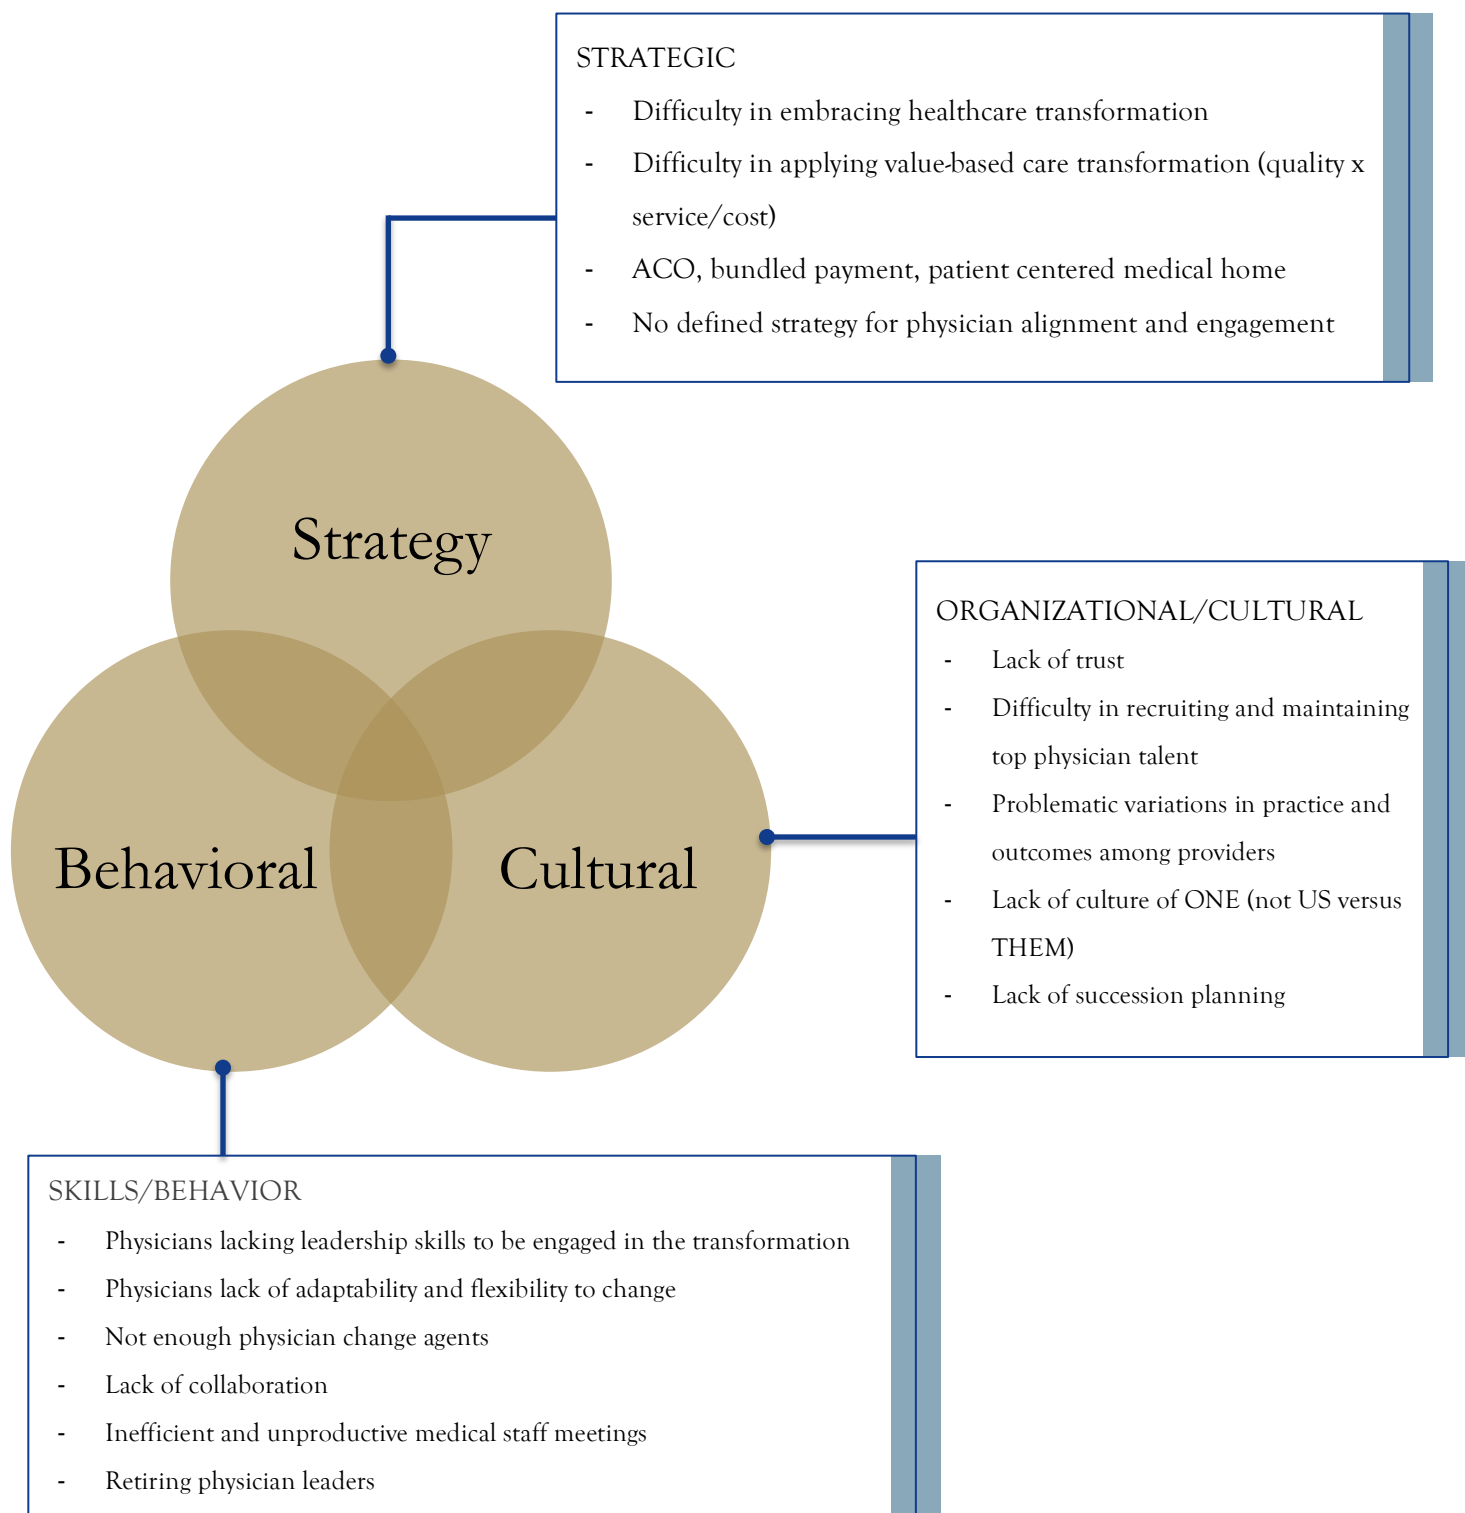 STRATEGIC
- Difficulty in embracing healthcare transformation
- Difficulty in applying value-based care transformation (quality x
service/cost)
- ACO, bundled payment, patient centered medical home
- No defined strategy for physician alignment and engagement
Strategy
Behavioral
Cultural
ORGANIZATIONAL/CULTURAL
- Lack of trust
- Difficulty in recruiting and maintaining
top physician talent
- Problematic variations in practice and
outcomes among providers
- Lack of culture of ONE (not US versus
THEM)
- Lack of succession planning
SKILLS/BEHAVIOR
- Physicians lacking leadership skills to be engaged in the transformation
- Physicians lack of adaptability and flexibility to change
- Not enough physician change agents
- Lack of collaboration
- Inefficient and unproductive medical staff meetings
- Retiring physician leaders